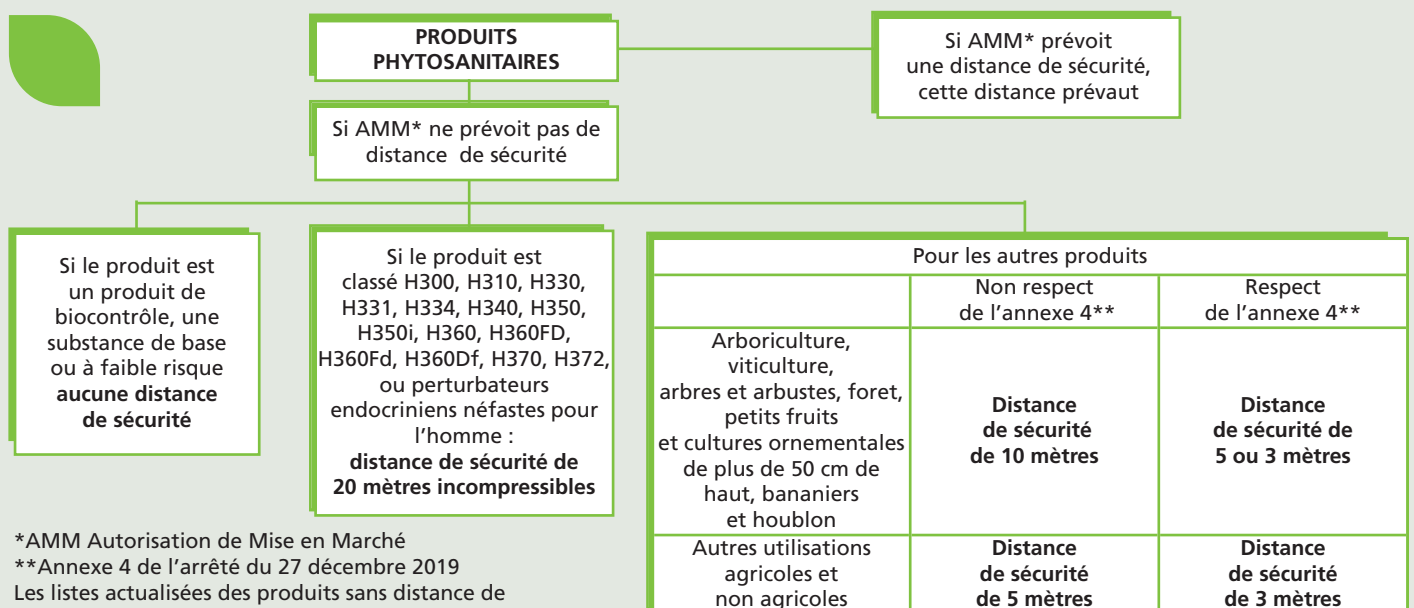 PRODUITS
PHYTOSANITAIRES
Si AMM* prévoit
une distance de sécurité,
cette distance prévaut
Si AMM* ne prévoit pas de
distance de sécurité
Si le produit est
un produit de
biocontrôle, une
substance de base
ou à faible risque
aucune distance
de sécurité
Si le produit est
classé H300, H310, H330,
H331, H334, H340, H350,
H350i, H360, H360FD,
H360Fd, H360Df, H370, H372,
ou perturbateurs
endocriniens néfastes pour
l'homme :
distance de sécurité de
20 mètres incompressibles
Pour les autres produits
Non respect
de l'annexe 4**
Respect
de l'annexe 4**
Arboriculture,
viticulture,
arbres et arbustes, foret,
petits fruits
et cultures ornementales
de plus de 50 cm de
haut, bananiers
et houblon
Distance
de sécurité
de 10 mètres
Distance
de sécurité de
5 ou 3 mètres
Autres utilisations
agricoles et
non agricoles
Distance
de sécurité
de 5 mètres
Distance
de sécurité
de 3 mètres
*AMM Autorisation de Mise en Marché
**Annexe 4 de l'arrêté du 27 décembre 2019
Les listes actualisées des produits sans distance de